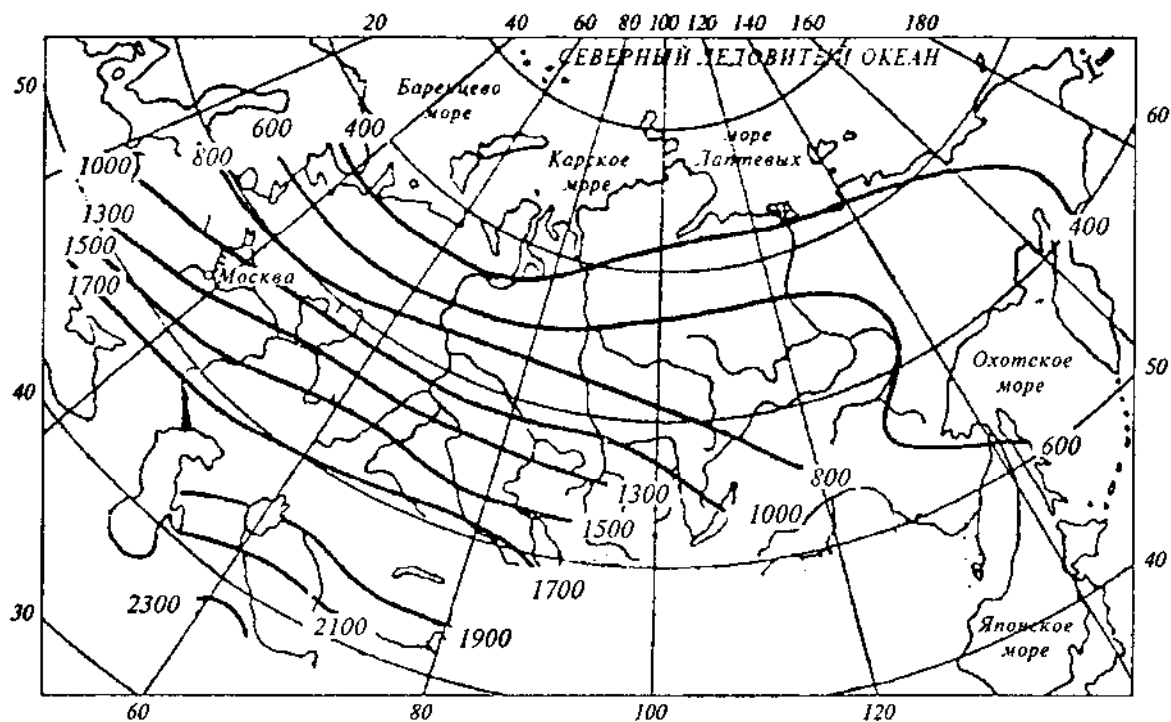 20 40 60 80 100 120 140 160 180
СЕВЕРНЫЙ ЛЕДОВИТЫЙ ОКЕАН
50
Баренцево
море
60
600 400
море
Лаптевых
Карское
море
1000 800
1300
1500
Москва
400
1700
Охотское
море
50
40
600
800
1300
1000
1500
1700
40
2300
2100
1900
30
Японское
море
60 80 100 120